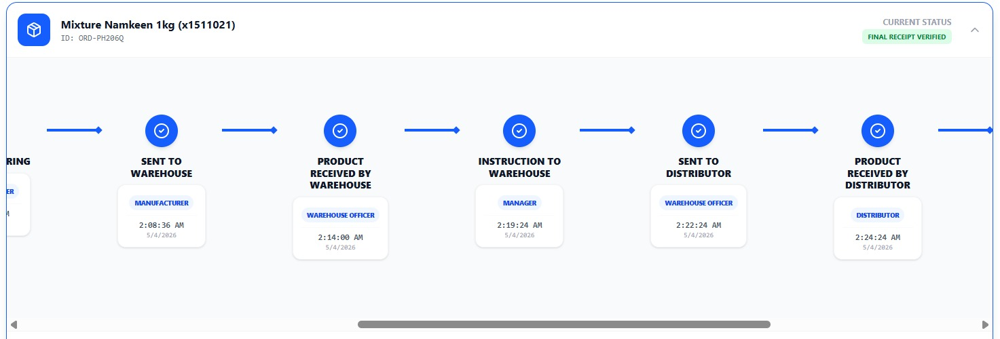 Mixture Namkeen 1kg (x1511021)
ID: ORD-PH206Q
CURRENT STATUS
FINAL RECEIPT VERIFIED
RING
ER
M
SENT TO
WAREHOUSE
MANUFACTURER
2:08:36 AM
5/4/2026
PRODUCT
RECEIVED BY
WAREHOUSE
WAREHOUSE OFFICER
2:14:00 AM
5/4/2026
INSTRUCTION TO
WAREHOUSE
MANAGER
2:19:24 AM
5/4/2026
SENT TO
DISTRIBUTOR
WAREHOUSE OFFICER
2:22:24 AM
5/4/2026
PRODUCT
RECEIVED BY
DISTRIBUTOR
DISTRIBUTOR
2:24:24 AM
5/4/2026